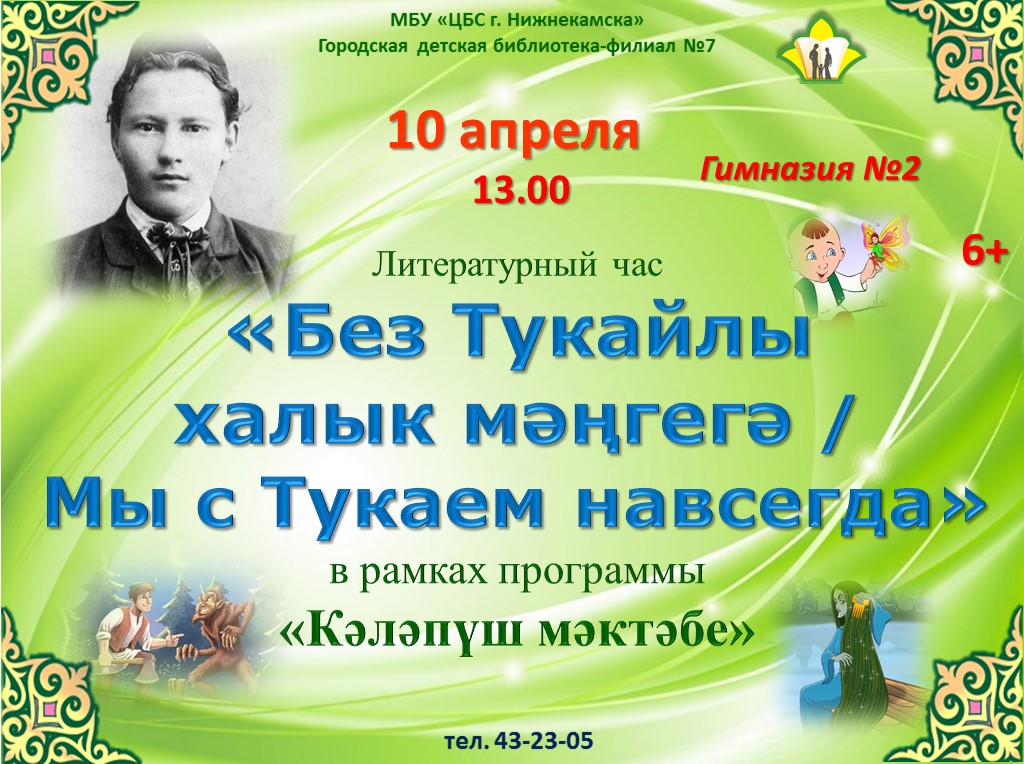 МБУ «ЦБС г. Нижнекамска»
Городская детская библиотека-филиал №7
10 апреля
13.00
Гимназия №2
6+
Литературный час
«Без Тукайлы
халык мәңгегә /
Мы с Тукаем навсегда»
в рамках программы
«Кәләпүш мәктәбе»
тел. 43-23-05